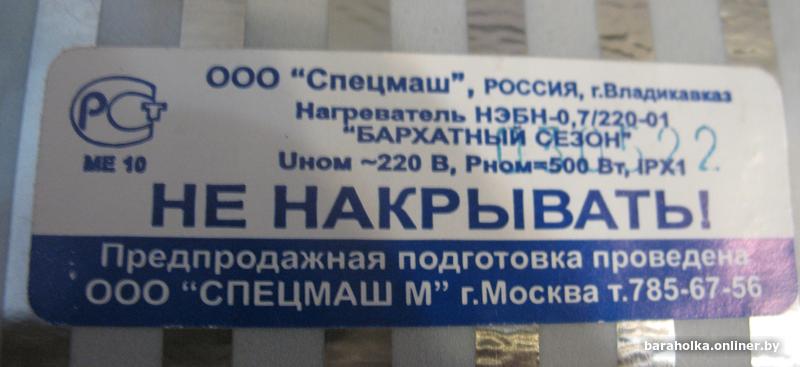 ООО "Спецмаш", РОССИЯ, г.Владикавказ
Нагреватель НЭБН-0,7/220-01
"БАРХАТНЫЙ СЕЗОН"
Uном ~220 В, Рном=500 Вт, IPX1
РСТ
МЕ 10
НЕ НАКРЫВАТЬ!
Предпродажная подготовка проведена
ООО "СПЕЦМАШ М" г.Москва т.785-67-56
baraholka.onliner.by